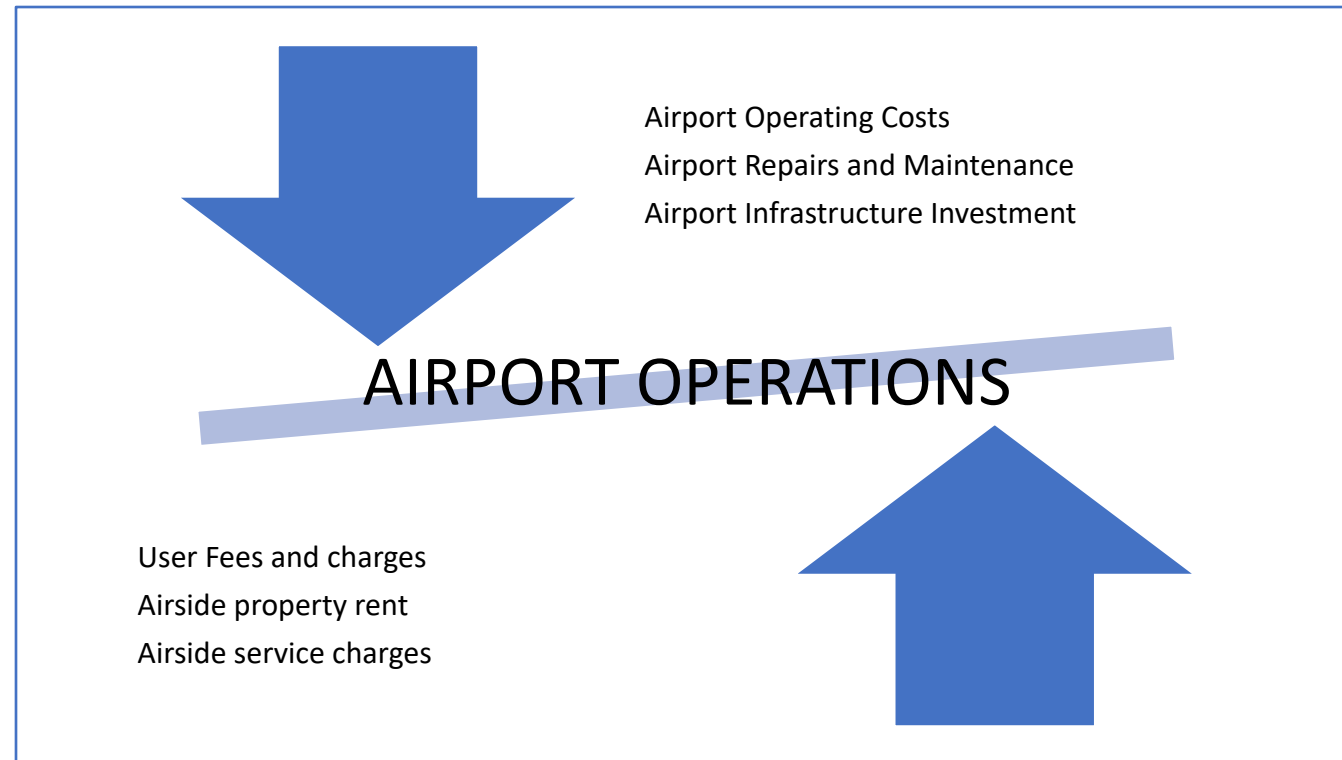 Airport Operating Costs
Airport Repairs and Maintenance
Airport Infrastructure Investment
AIRPORT OPERATIONS
User Fees and charges
Airside property rent
Airside service charges